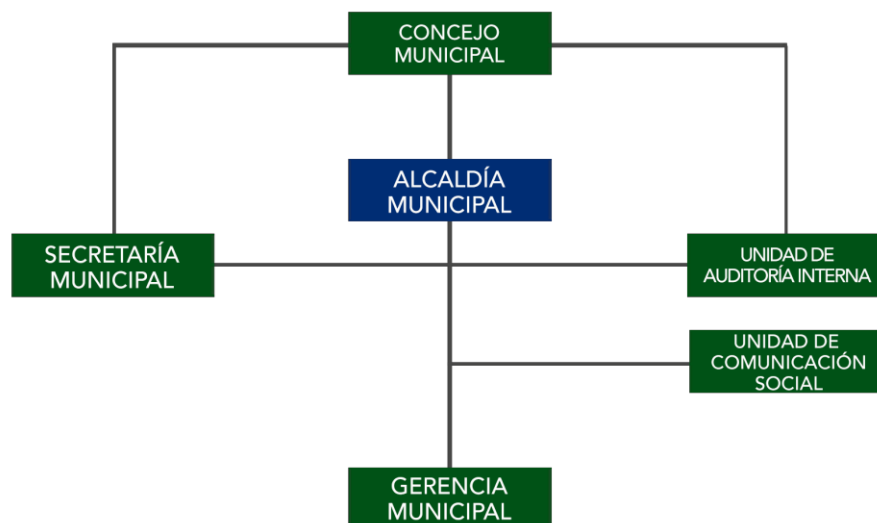 CONCEJO
MUNICIPAL
ALCALDÍA
MUNICIPAL
SECRETARÍA
MUNICIPAL
UNIDAD DE
AUDITORÍA INTERNA
UNIDAD DE
COMUNICACIÓN
SOCIAL
GERENCIA
MUNICIPAL